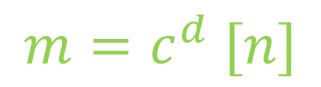 m = c^d [n]